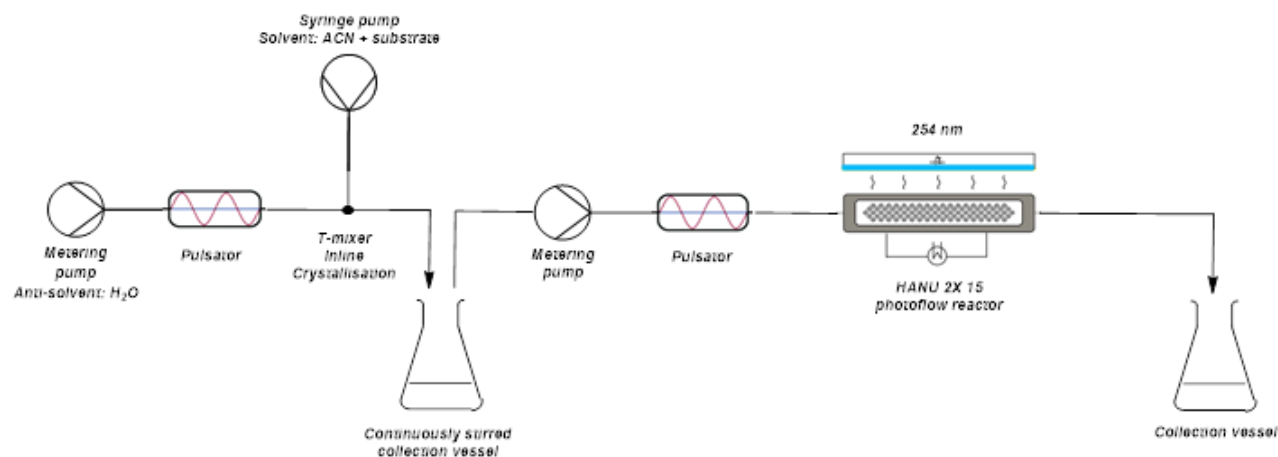 Syringe pump
Solvent: ACN + substrate
Metering
pump
Anti-solvent: H₂O
Pulsator
T-mixer
Inline
Crystallisation
Continuously stirred
collection vessel
Metering
pump
Pulsator
254 nm
HANU 2X 15
photoflow reactor
Collection vessel